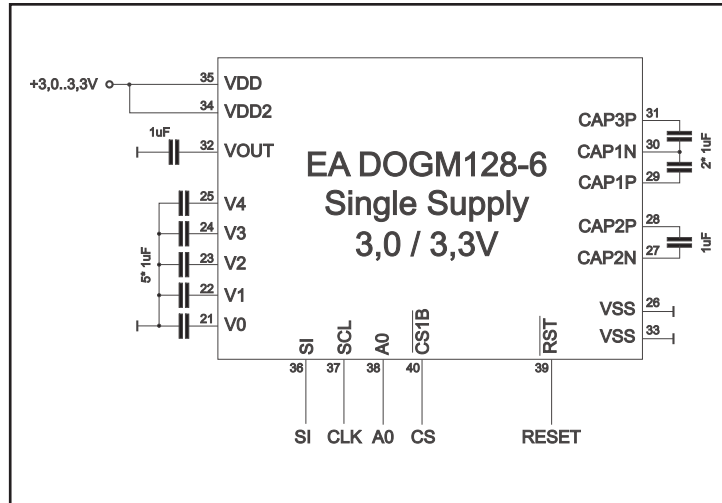 +3,0..3,3V
35 VDD
34 VDD2
1uF
32 VOUT
25 V4
24 V3
23 V2
22 V1
21 V0
5* 1uF
EA DOGM128-6
Single Supply
3,0 / 3,3V
CAP3P 31
CAP1N 30
CAP1P 29
2* 1uF
CAP2P 28
CAP2N 27
1uF
VSS 26
VSS 33
SI SCL A0 CS1B RST
36 37 38 40 39
SI CLK A0 CS RESET